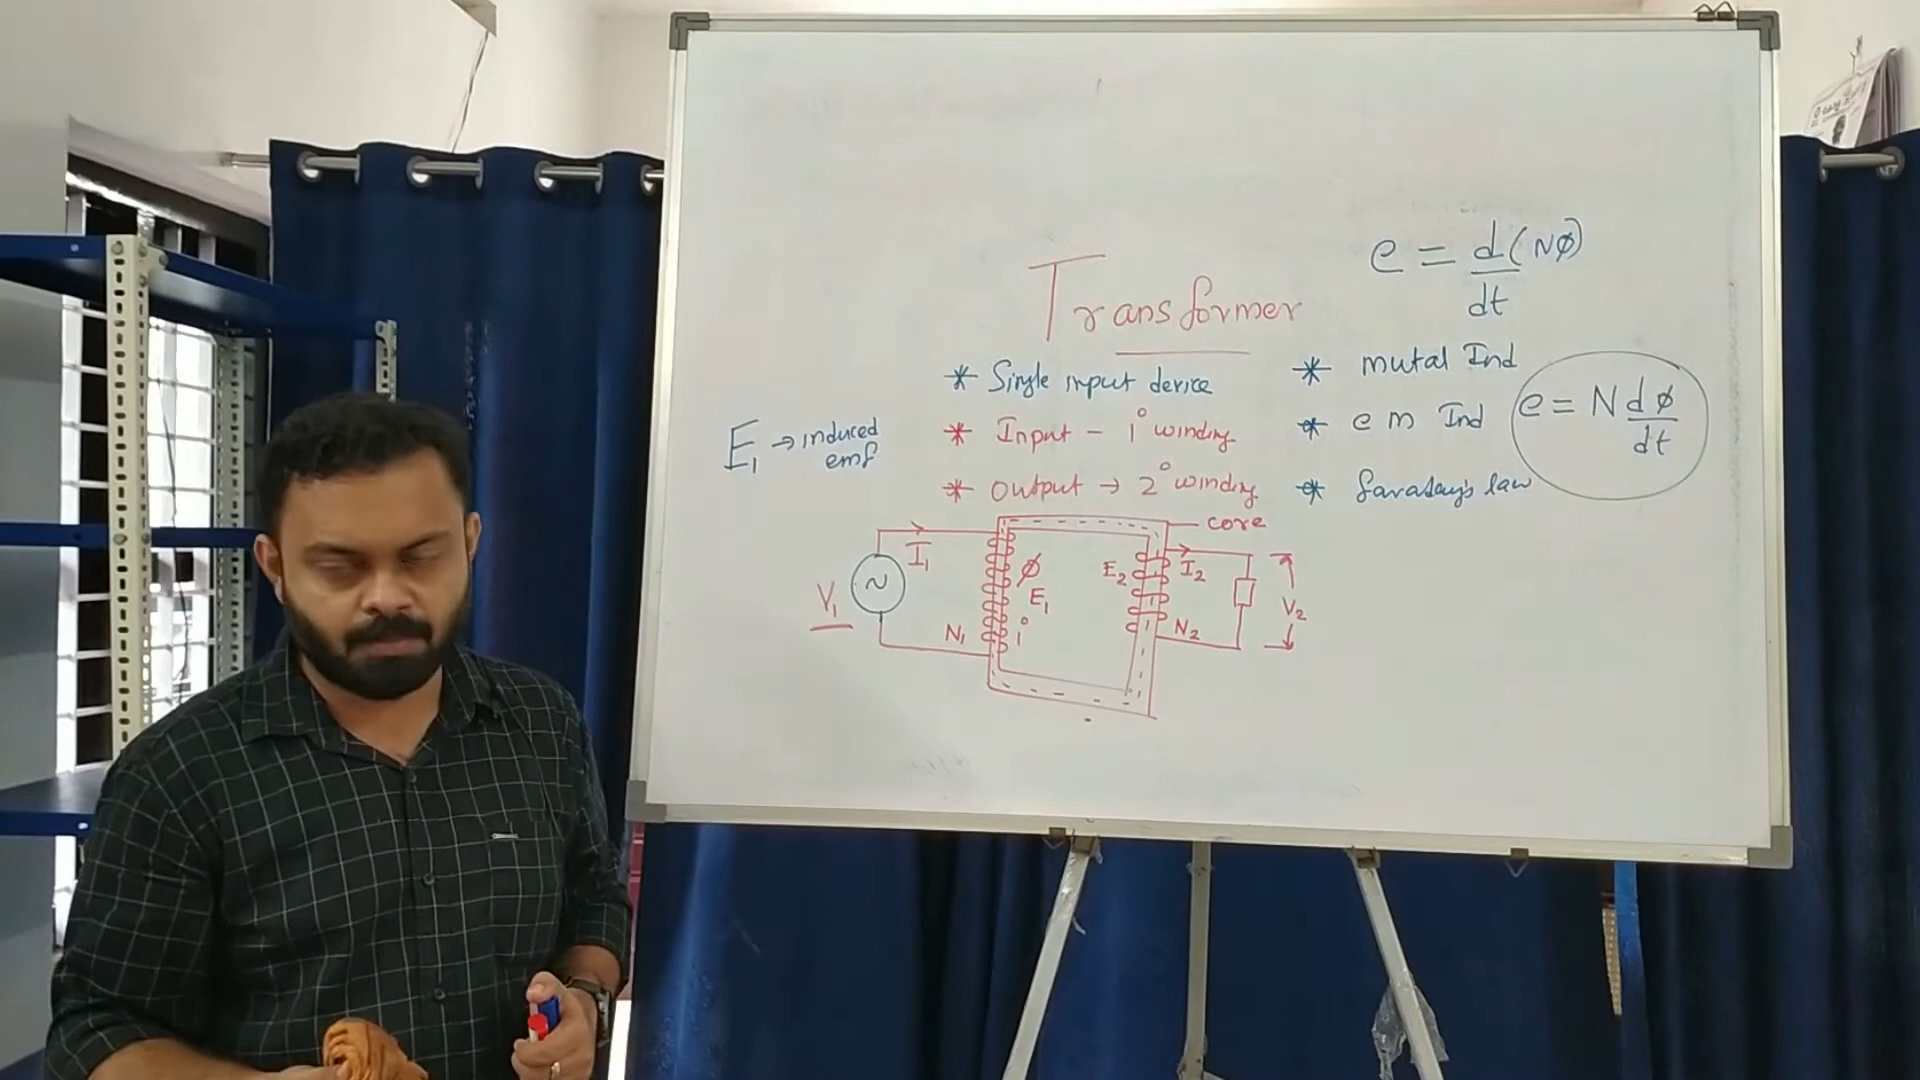 e = d(Nφ)
dt
Transformer
* Single input device
* Input - 1° winding
* Output → 2° winding
* mutal Ind
* e m Ind
* faraday's law
e = N dφ
dt
E₁ → induced
emf
core
I₁
φ
E₁
E₂
I₂
V₁
~
N₁
1°
N₂
V₂